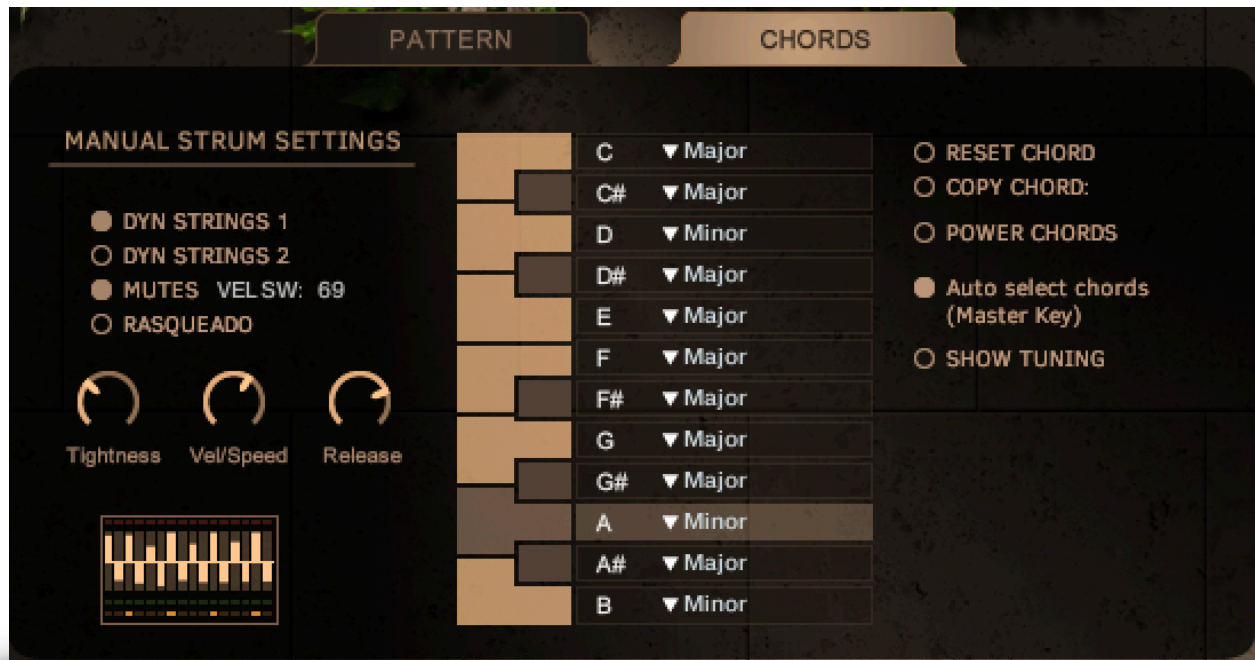 PATTERN CHORDS
MANUAL STRUM SETTINGS
DYN STRINGS 1
DYN STRINGS 2
MUTES VEL SW: 69
RASQUEADO
Tightness Vel/Speed Release
C ▼ Major
C# ▼ Major
D ▼ Minor
D# ▼ Major
E ▼ Major
F ▼ Major
F# ▼ Major
G ▼ Major
G# ▼ Major
A ▼ Minor
A# ▼ Major
B ▼ Minor
RESET CHORD
COPY CHORD:
POWER CHORDS
Auto select chords
(Master Key)
SHOW TUNING